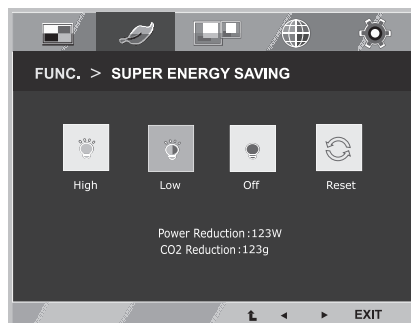 FUNC. > SUPER ENERGY SAVING
High Low Off Reset
Power Reduction:123W
CO2 Reduction:123g
EXIT